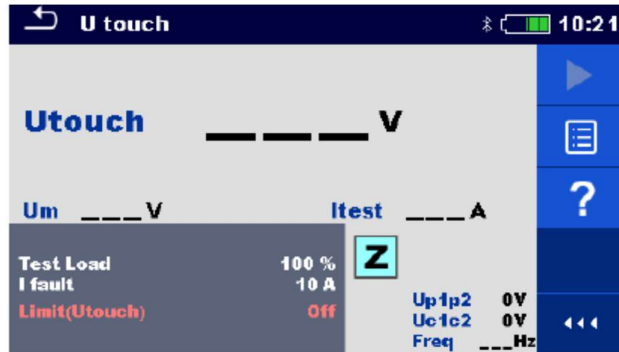 U touch 10:21
Utouch ___ V
Um ___V Itest ___A
Test Load 100 %
I fault 10 A
Limit(Utouch) Off
Z
?
Up1p2 0V
Uc1c2 0V
Freq ___Hz